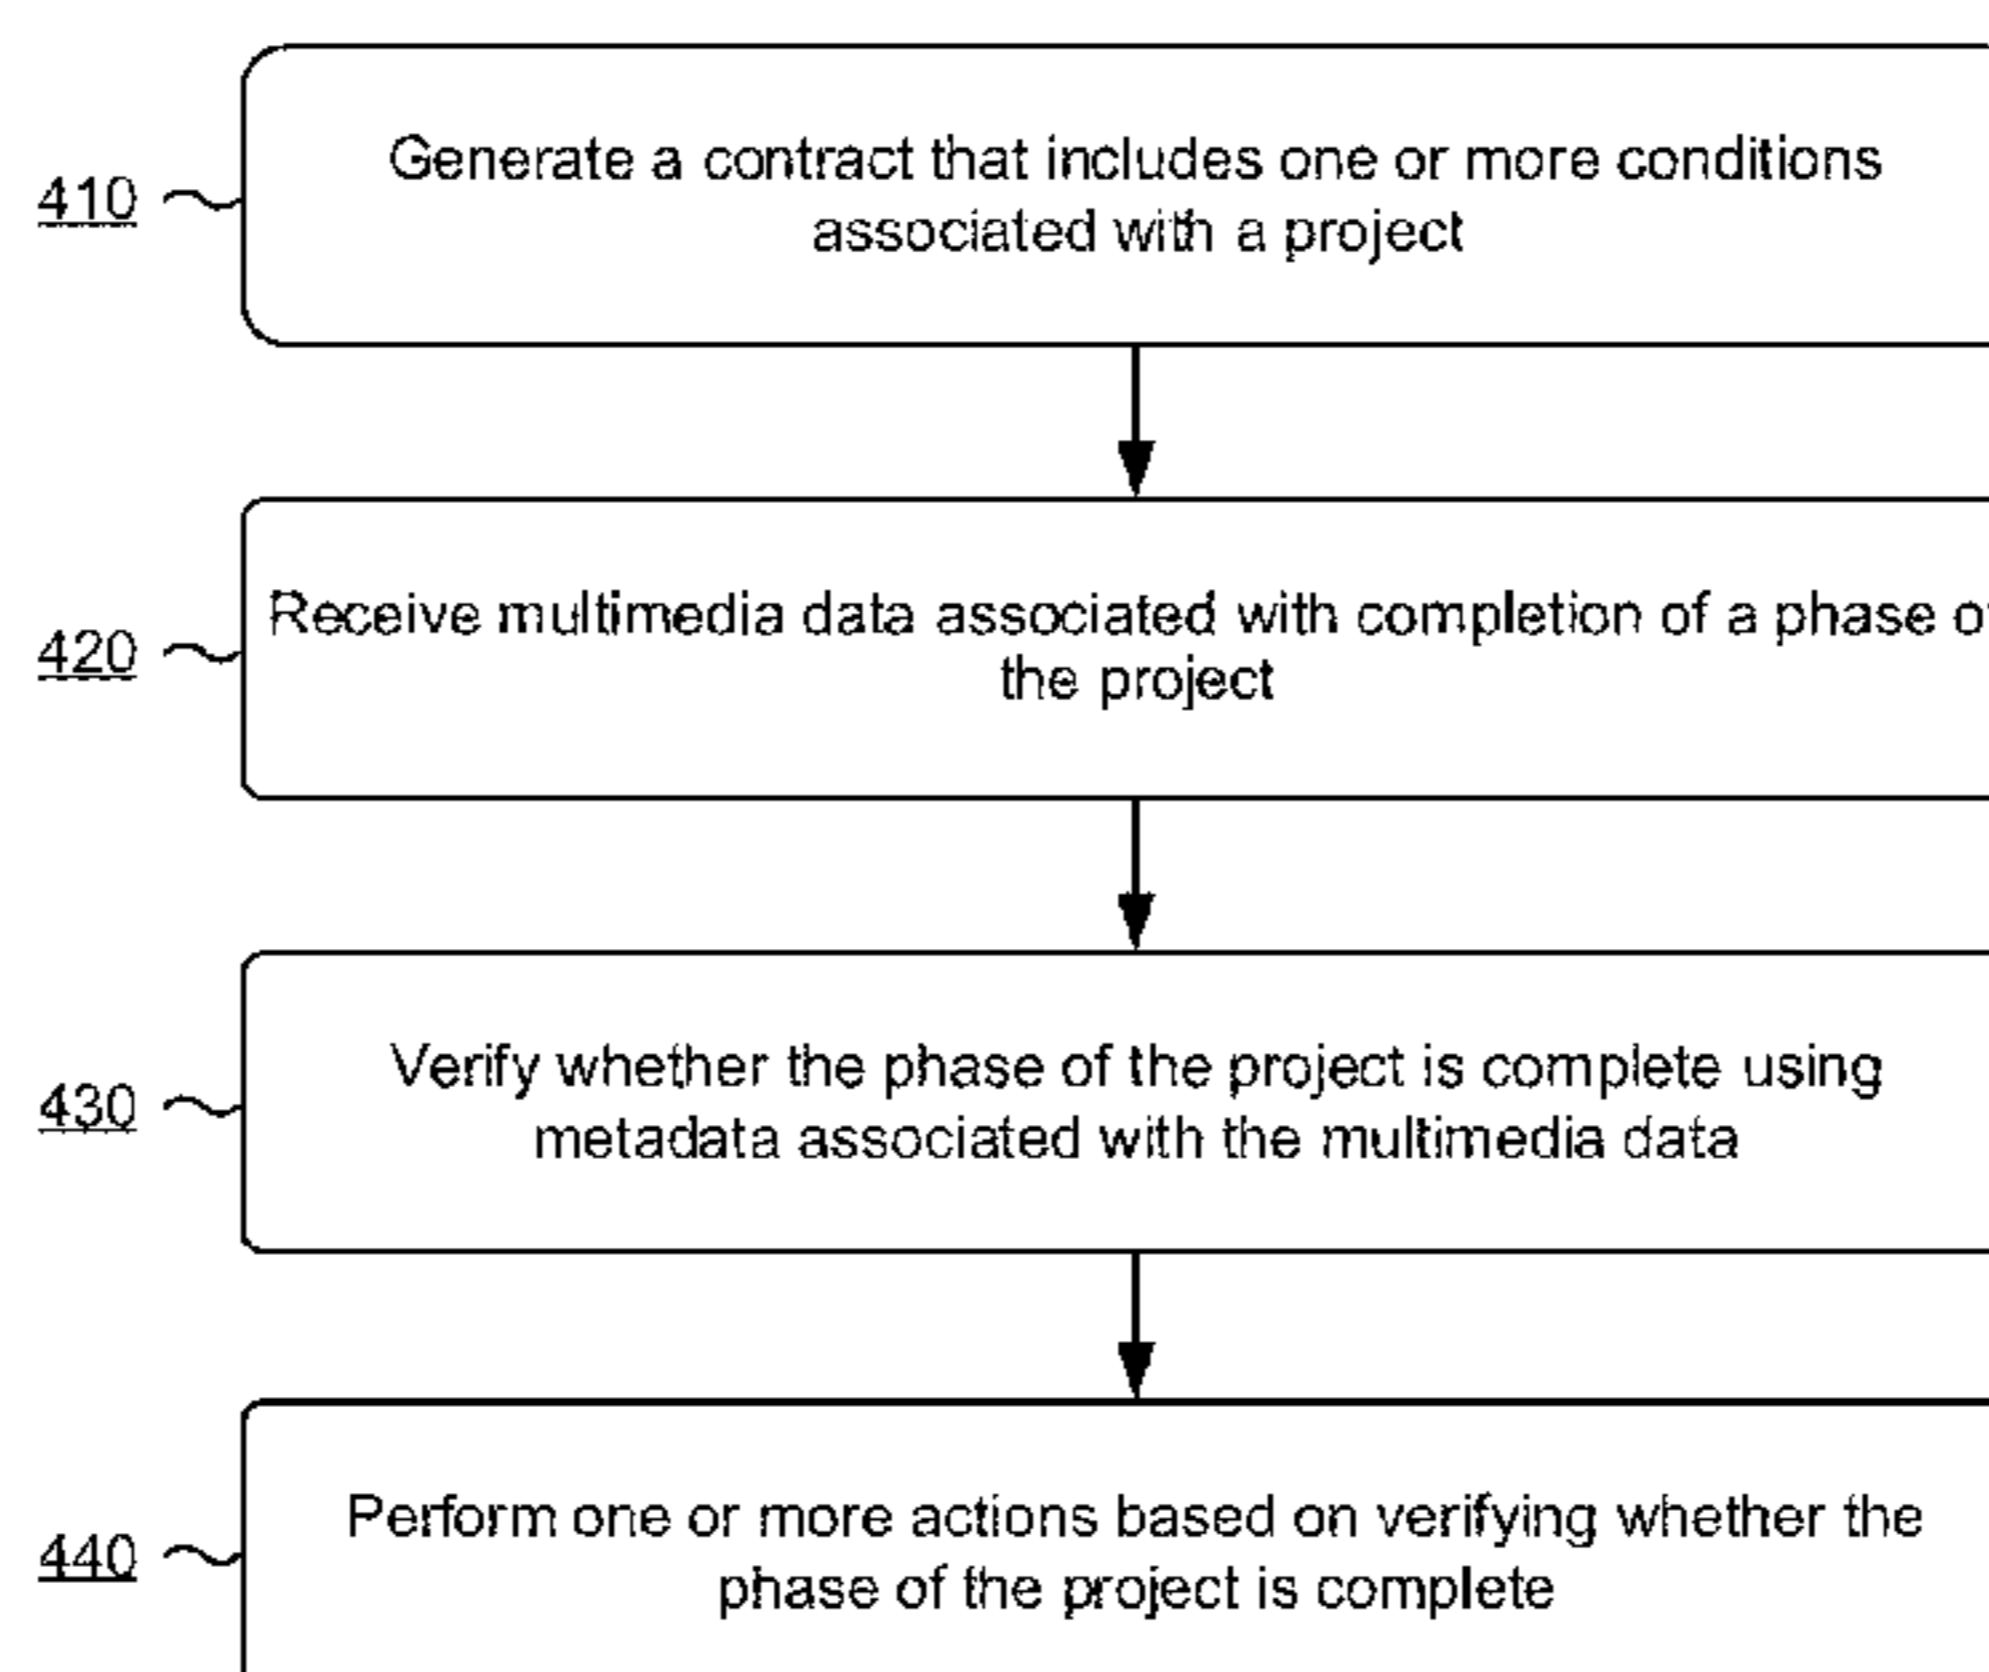 Generate a contract that includes one or more conditions
410
associated with a project
Receive multimedia data associated with completion of a phase
420
the project
Verify whether the phase of the project is complete using
430
metadata associated with the multimedia data
Perform one or more actions based on verifying whether the
440
phase of the project is complete